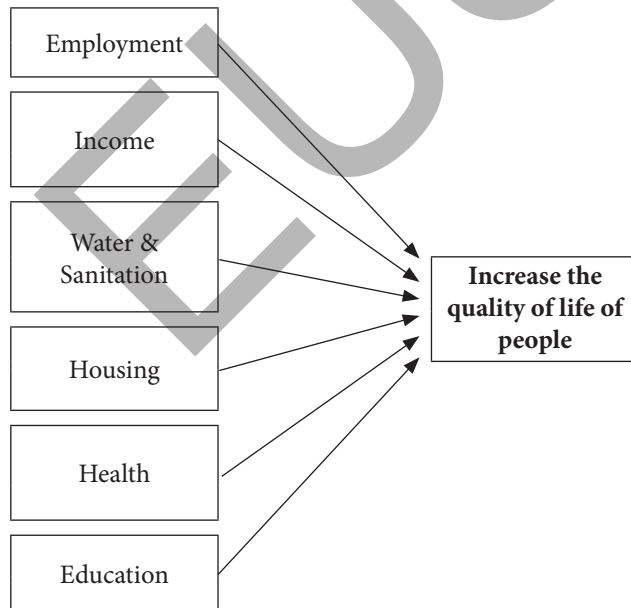 Employment
Income
Water &
Sanitation
Housing
Health
Education
Increase the
quality of life of
people